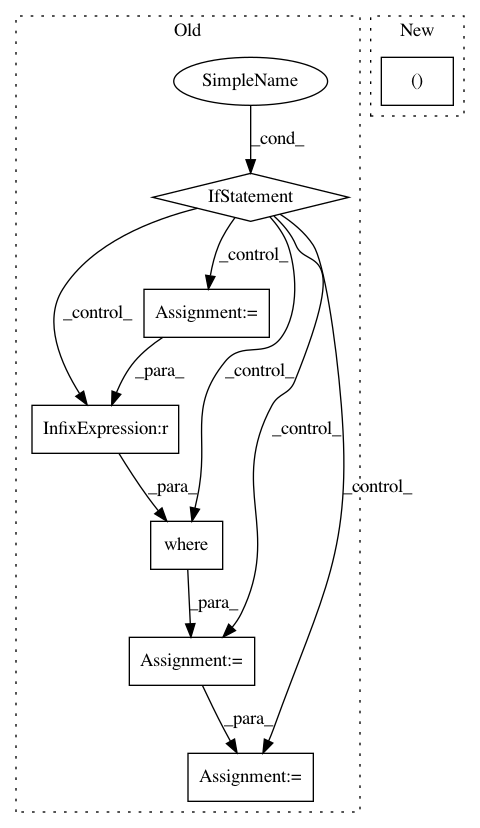 Old
New
SimpleName
()
_cond_
IfStatement
_control_
_control_
Assignment:=
_para_
_control_
_control_
_control_
InfixExpression:r
_para_
where
_para_
Assignment:=
_para_
Assignment:=